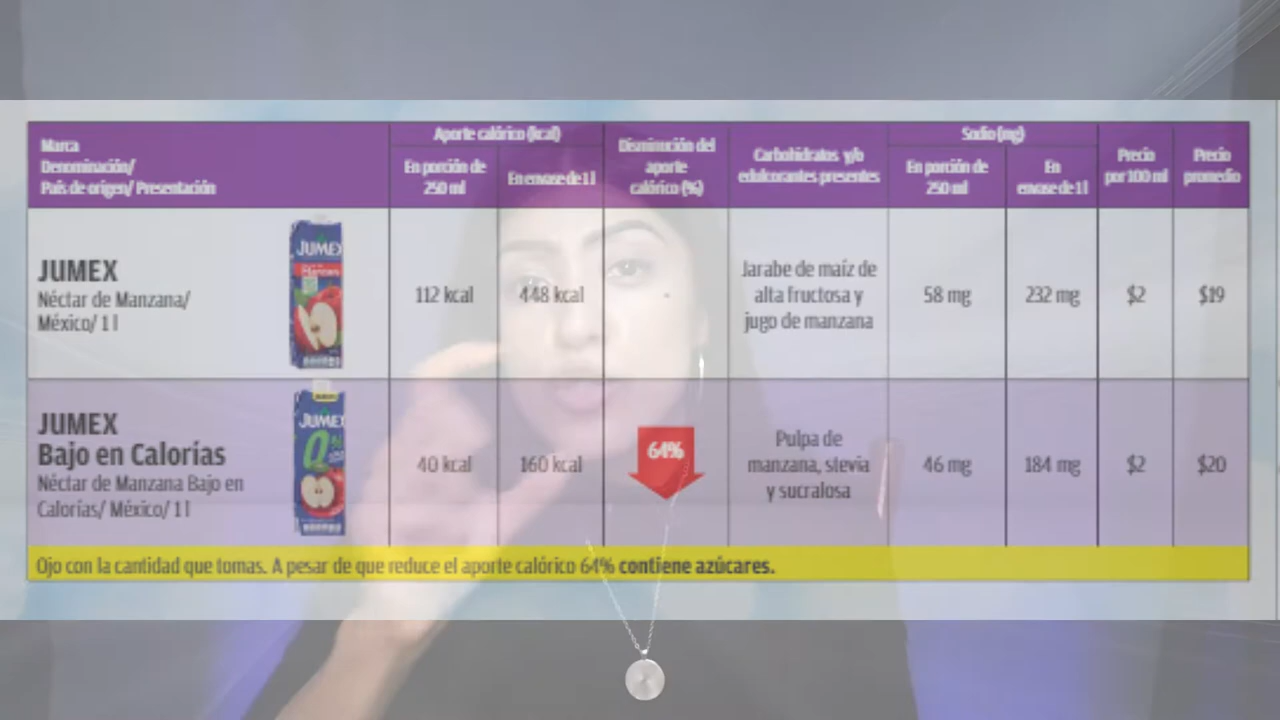 Marca
Denominación/
País de origen/ Presentación
Aporte calórico (kcal)
En porción de
250 ml
En envase de 1 l
Disminución del
aporte
calórico (%)
Carbohidratos y/o
edulcorantes presentes
Sodio (mg)
En porción de
250 ml
En
envase de 1 l
Precio
por 100 ml
Precio
promedio
JUMEX
Néctar de Manzana/
México/ 1 l
JUMEX
112 kcal
448 kcal
-
Jarabe de maíz de
alta fructosa y
jugo de manzana
58 mg
232 mg
$2
$19
JUMEX
Bajo en Calorías
Néctar de Manzana Bajo en
Calorías/ México/ 1 l
JUMEX
40 kcal
160 kcal
64%
Pulpa de
manzana, stevia
y sucralosa
46 mg
184 mg
$2
$20
Ojo con la cantidad que tomas. A pesar de que reduce el aporte calórico 64% contiene azúcares.